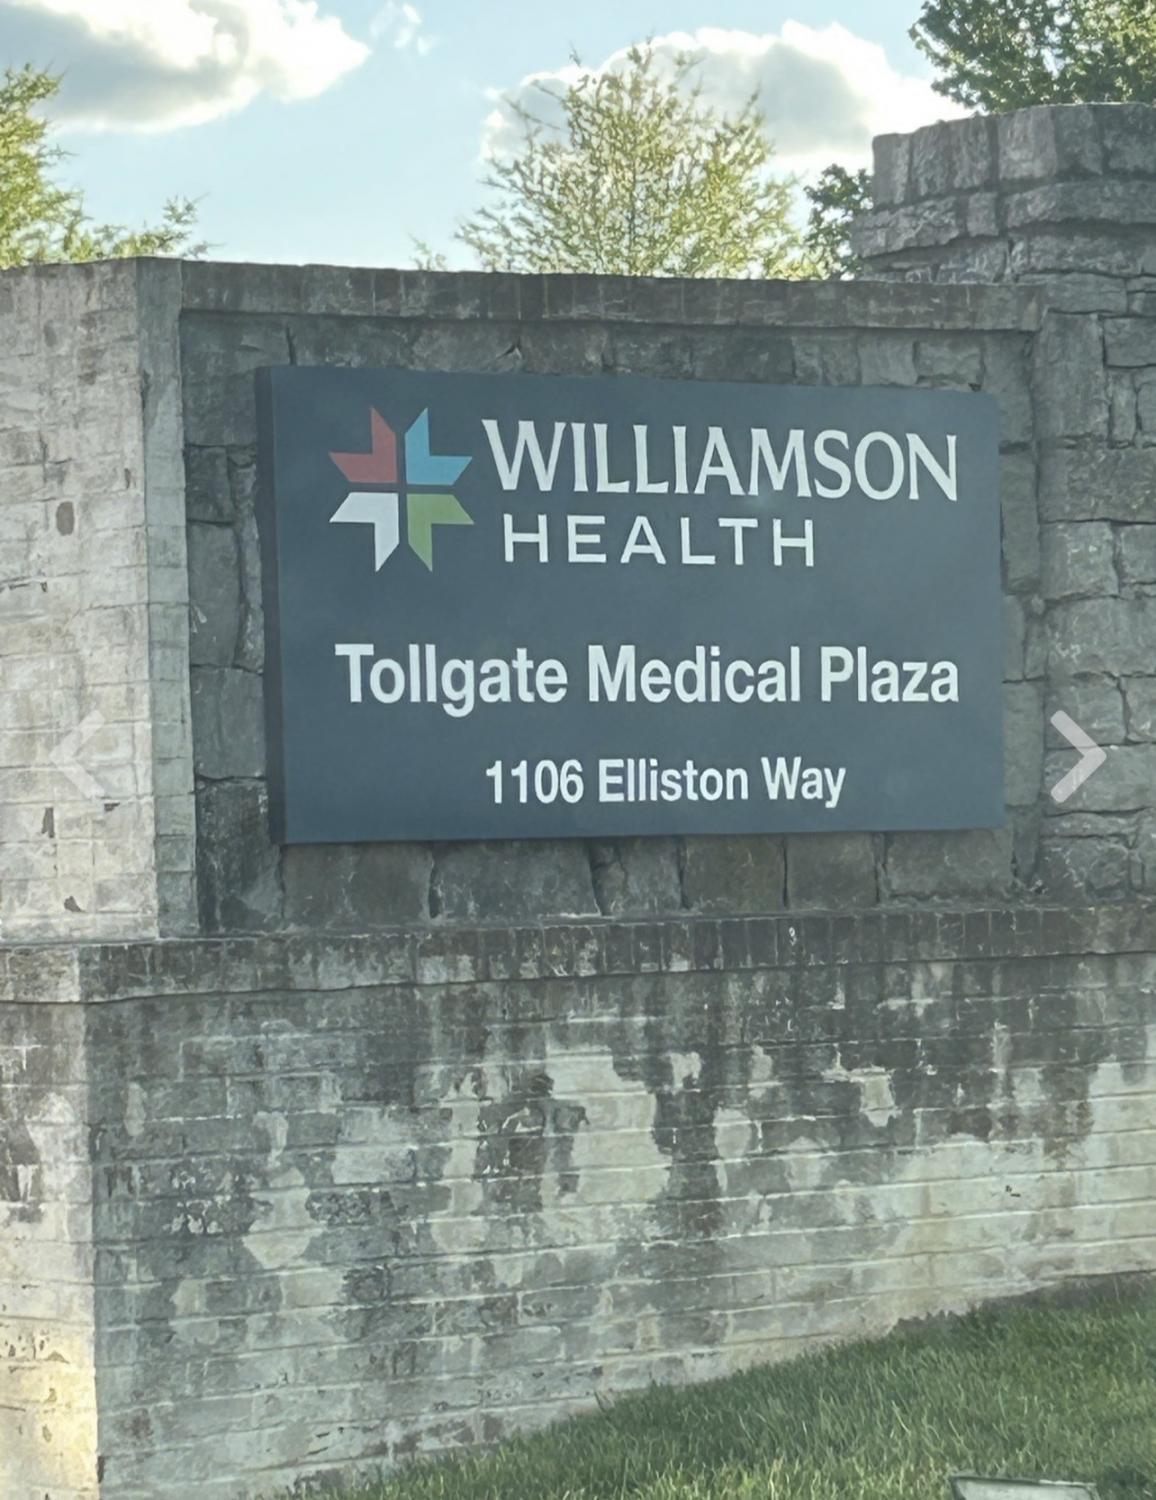 WILLIAMSON
HEALTH
Tollgate Medical Plaza
1106 Elliston Way